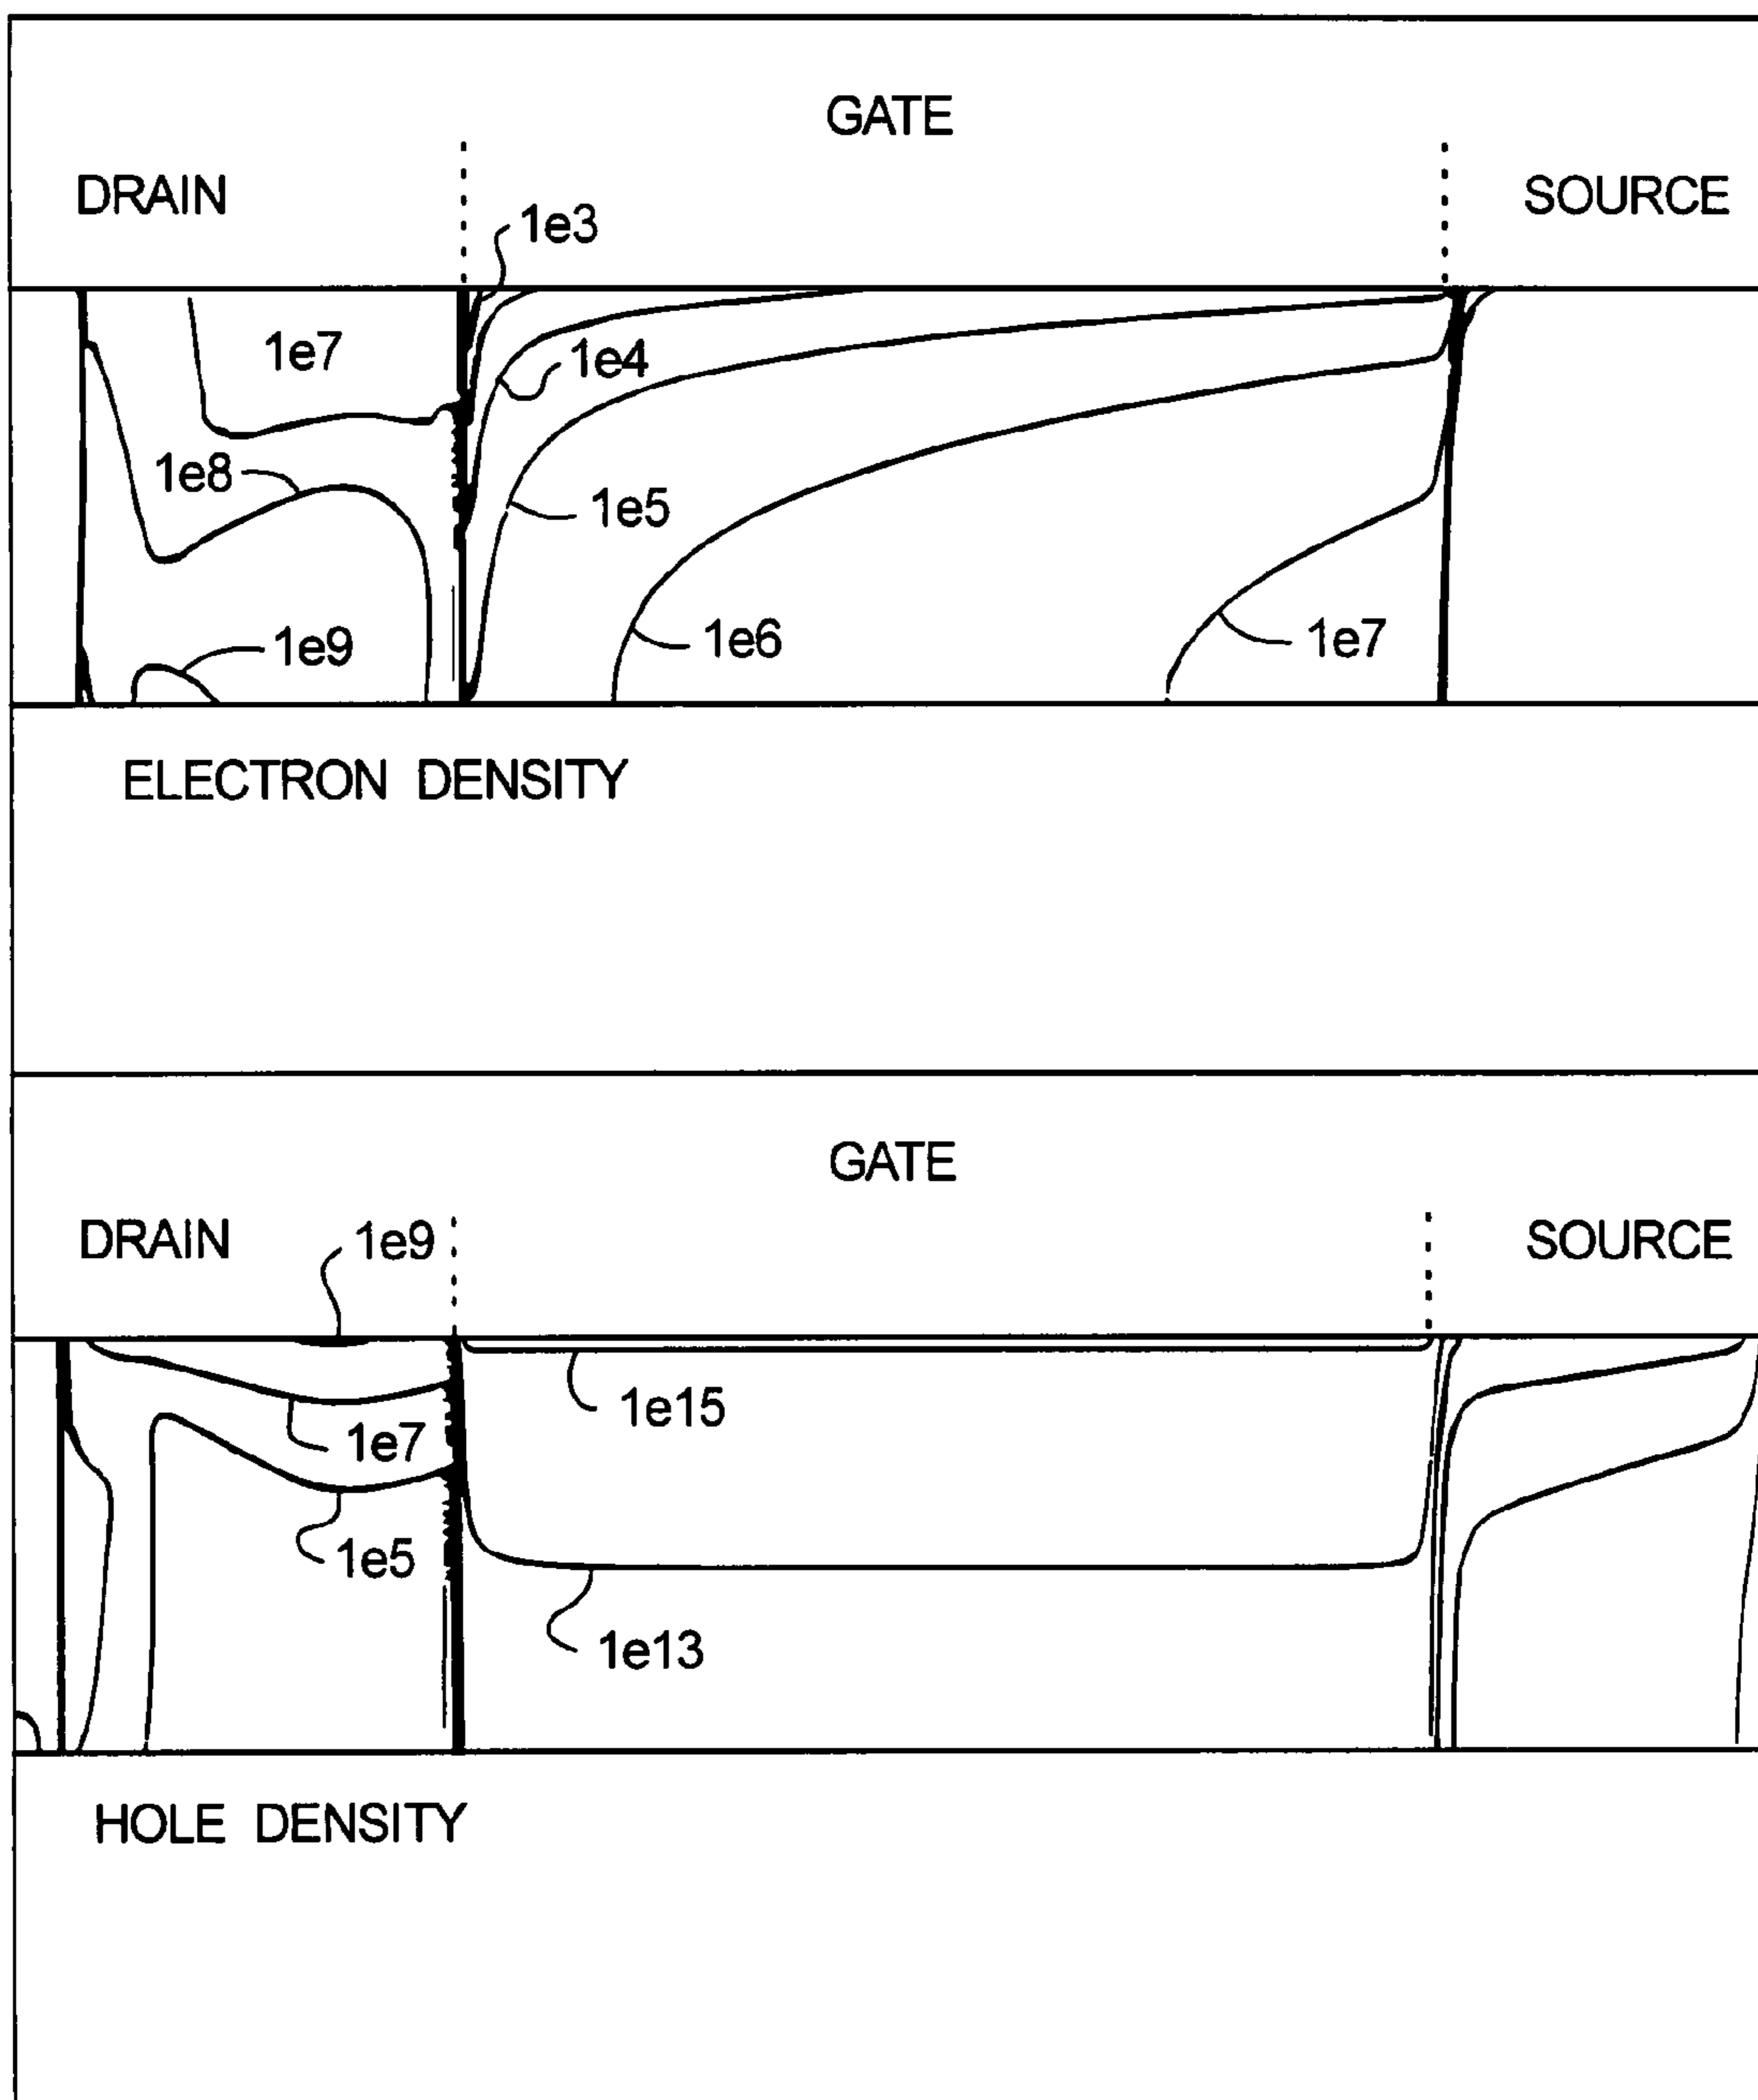 GATE
DRAIN
SOURCE
1e3
1e7
1e4
1e8
1e5
1e9
1e6
1e7
ELECTRON DENSITY
GATE
DRAIN
1e9
SOURCE
1e15
1e7
1e5
1e13
HOLE DENSITY